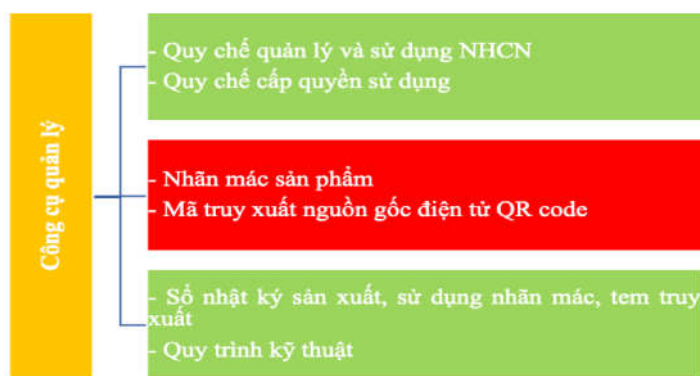 Công cụ quản lý
- Quy chế quản lý và sử dụng NHCN
- Quy chế cấp quyền sử dụng
- Nhãn mác sản phẩm
- Mã truy xuất nguồn gốc điện tử QR code
- Sổ nhật ký sản xuất, sử dụng nhãn mác, tem truy
xuất
- Quy trình kỹ thuật